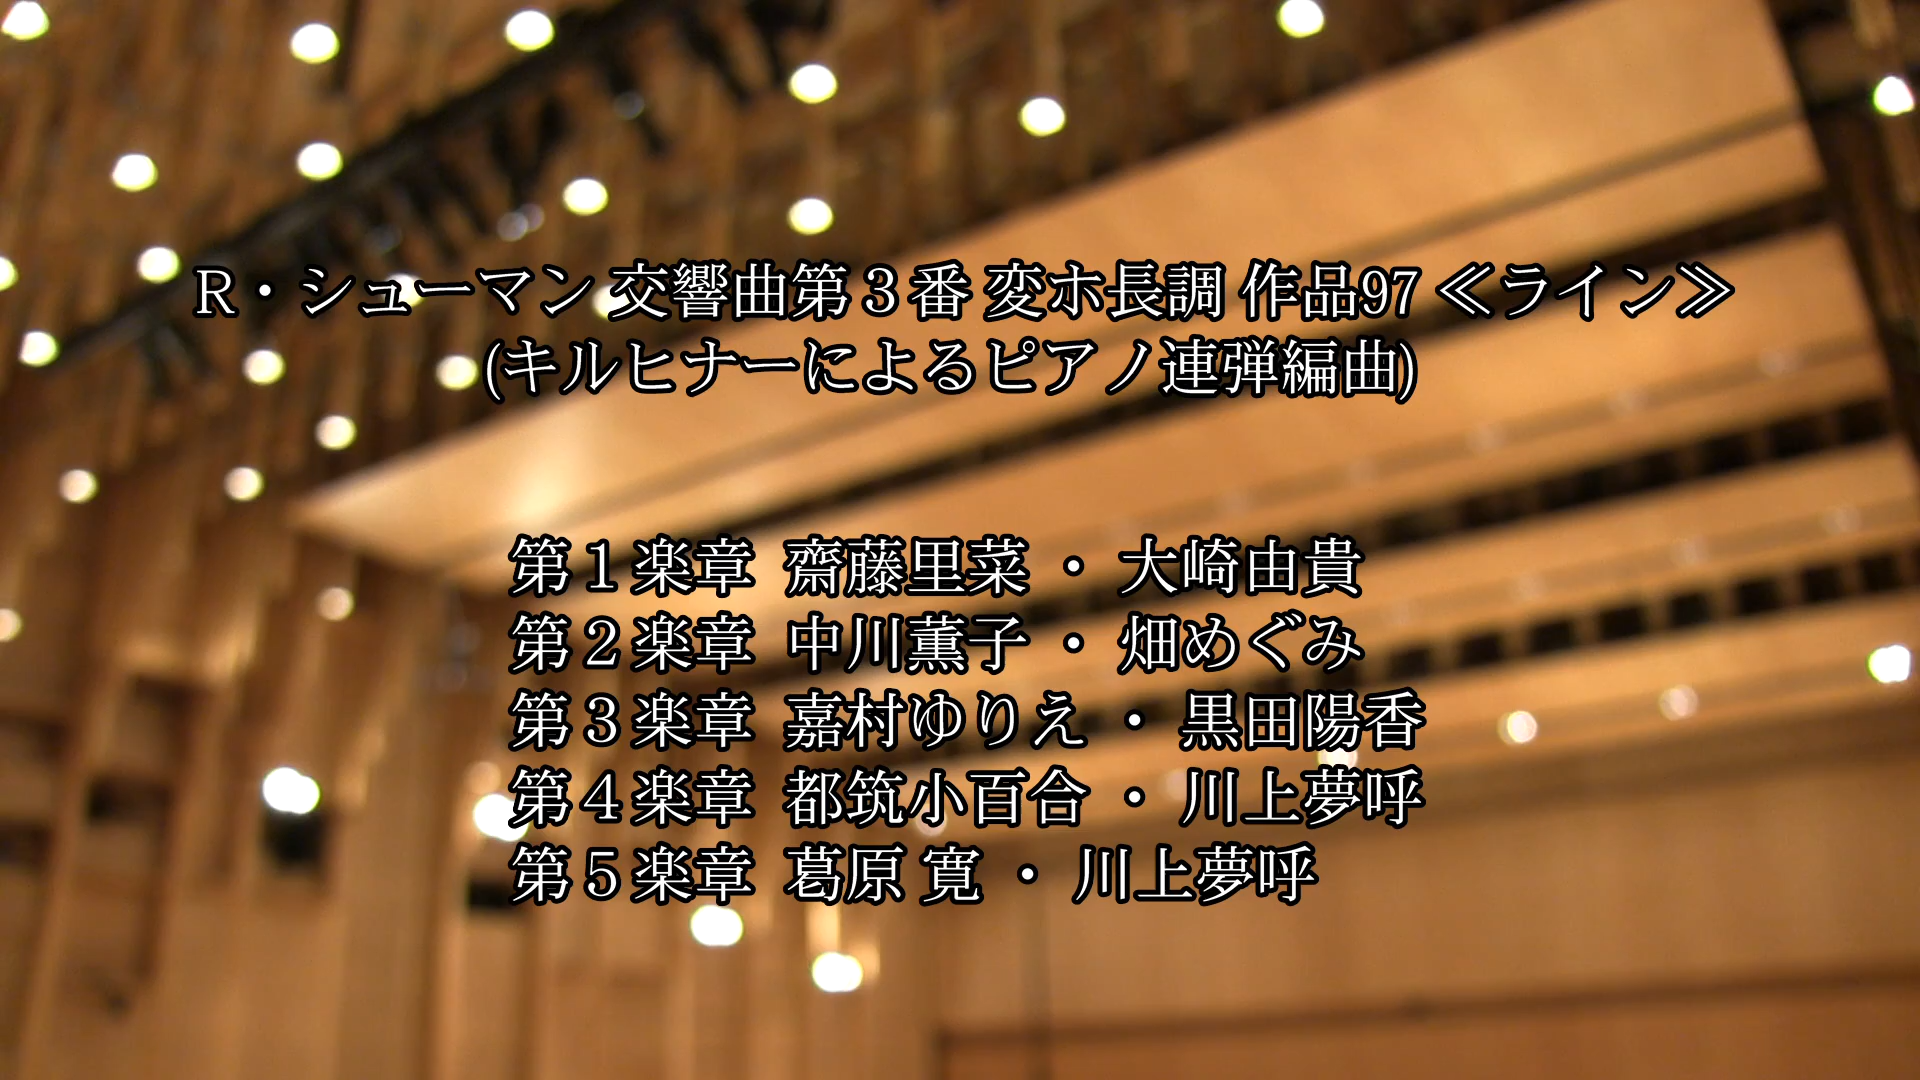 R・シューマン 交響曲第３番 変ホ長調 作品97 ≪ライン≫
(キルヒナーによるピアノ連弾編曲)
第１楽章 齋藤里菜 ・ 大崎由貴
第２楽章 中川薫子 ・ 畑めぐみ
第３楽章 嘉村ゆりえ ・ 黒田陽香
第４楽章 都筑小百合 ・ 川上夢呼
第５楽章 葛原 寛 ・ 川上夢呼